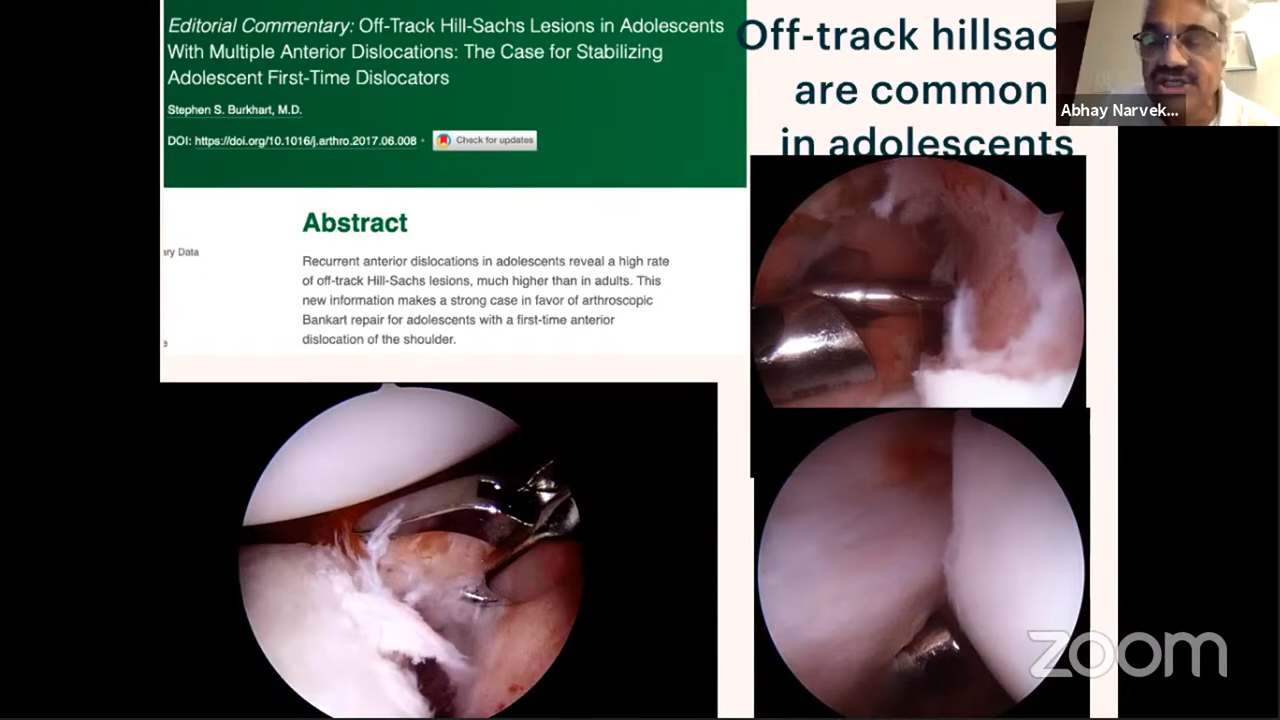 Editorial Commentary: Off-Track Hill-Sachs Lesions in Adolescents
With Multiple Anterior Dislocations: The Case for Stabilizing
Adolescent First-Time Dislocators
Stephen S. Burkhart, M.D.
DOI: https://doi.org/10.1016/j.arthro.2017.06.008
Check for updates
Abstract
ary Data
Recurrent anterior dislocations in adolescents reveal a high rate
of off-track Hill-Sachs lesions, much higher than in adults. This
new information makes a strong case in favor of arthroscopic
Bankart repair for adolescents with a first-time anterior
dislocation of the shoulder.
Off-track hillsac
are common
in adolescents
Abhay Narvek...
zoom